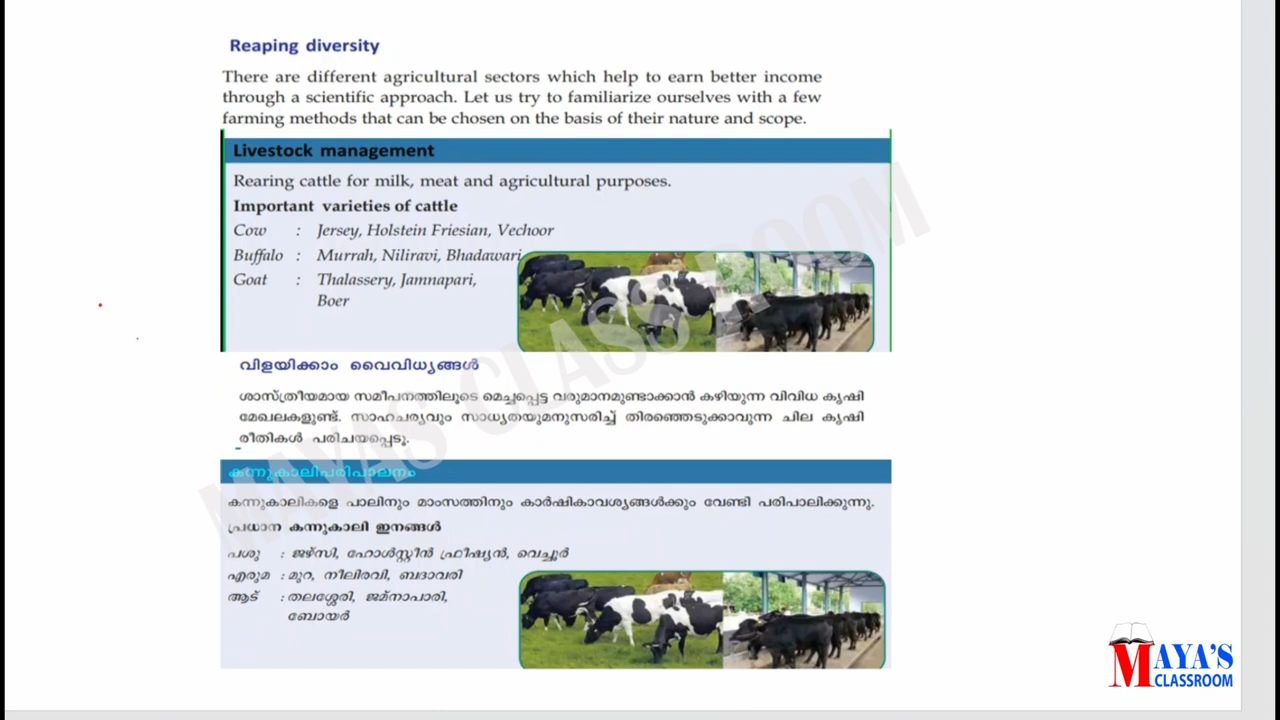 Reaping diversity
There are different agricultural sectors which help to earn better income
through a scientific approach. Let us try to familiarize ourselves with a few
farming methods that can be chosen on the basis of their nature and scope.
Livestock management
Rearing cattle for milk, meat and agricultural purposes.
Important varieties of cattle
Cow : Jersey, Holstein Friesian, Vechoor
Buffalo : Murrah, Niliravi, Bhadawari
Goat : Thalassery, Jamnapari,
Boer
വിളയിക്കാം വൈവിധ്യങ്ങൾ
ശാസ്ത്രീയമായ സമീപനത്തിലൂടെ മെച്ചപ്പെട്ട വരുമാനമുണ്ടാക്കാൻ കഴിയുന്ന വിവിധ കൃഷി
മേഖലകളുണ്ട്. സാഹചര്യവും സാധ്യതയുമനുസരിച്ച് തിരഞ്ഞെടുക്കാവുന്ന ചില കൃഷി
രീതികൾ പരിചയപ്പെടൂ.
കന്നുകാലിപരിപാലനം
കന്നുകാലികളെ പാലിനും മാംസത്തിനും കാർഷികാവശ്യങ്ങൾക്കും വേണ്ടി പരിപാലിക്കുന്നു.
പ്രധാന കന്നുകാലി ഇനങ്ങൾ
പശു : ജഴ്സി, ഹോൾസ്റ്റീൻ ഫ്രീഷ്യൻ, വെച്ചൂർ
എരുമ : മുറ, നീലിരവി, ബദാവരി
ആട് : തലശ്ശേരി, ജമ്നാപാരി,
ബോയർ
MAYAS CLASS ROOM
MAYA'S
CLASSROOM